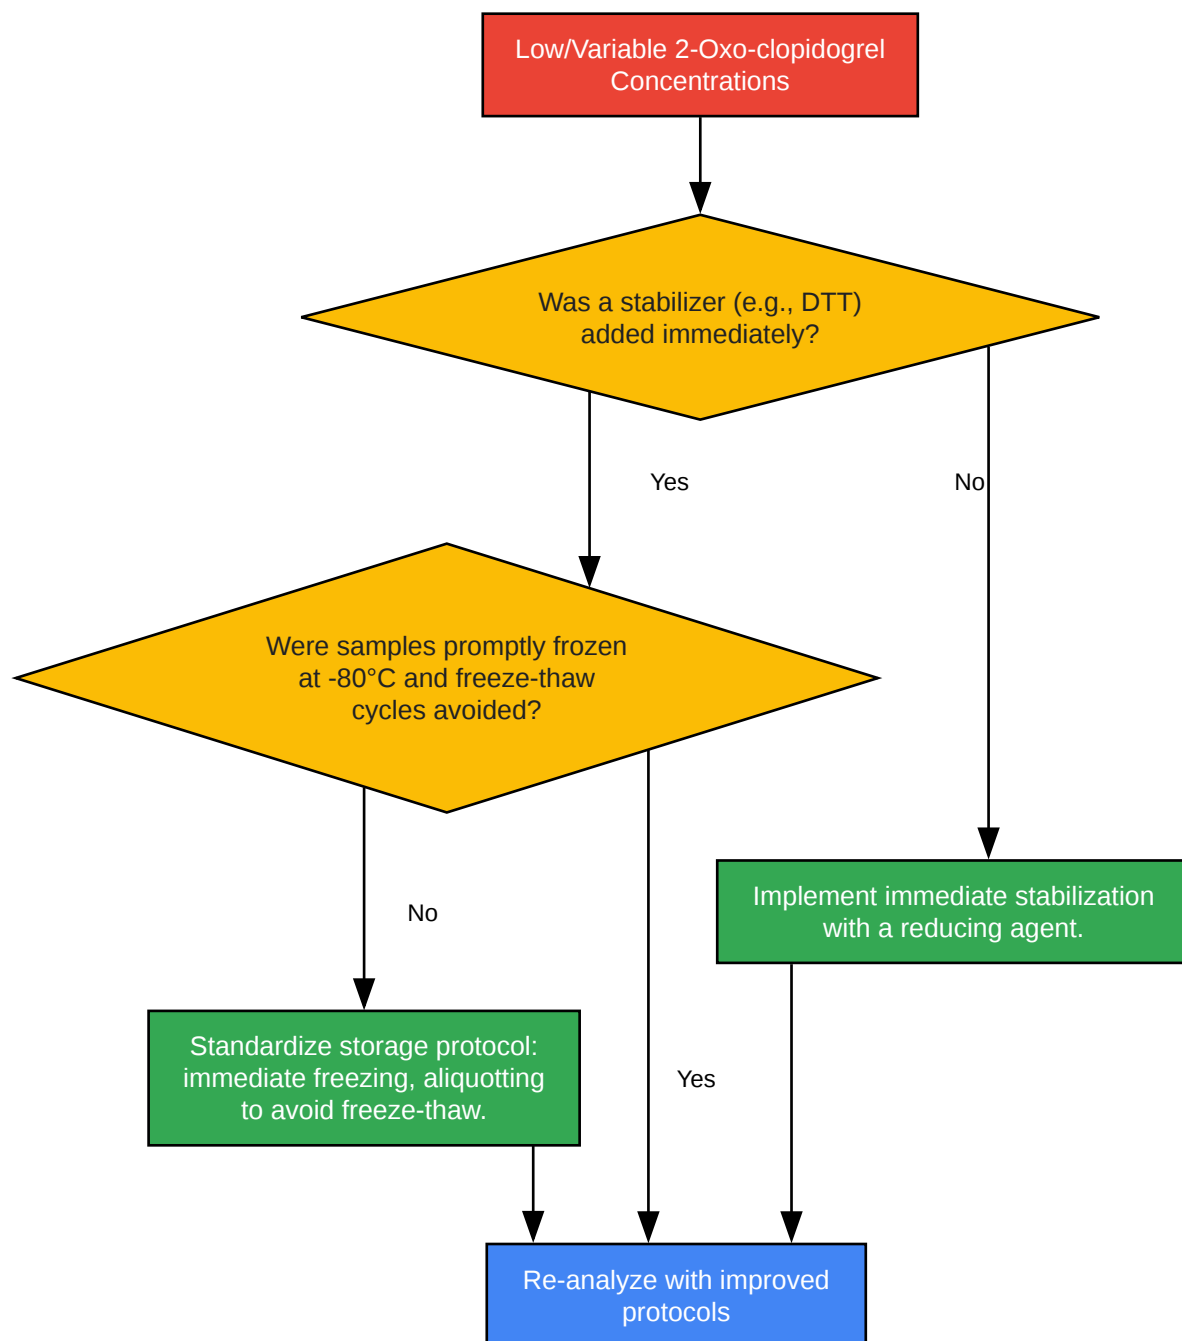 Low/Variable 2-Oxo-clopidogrel
Concentrations
Was a stabilizer (e.g., DTT)
added immediately?
Yes
No
Were samples promptly frozen
at -80°C and freeze-thaw
cycles avoided?
Implement immediate stabilization
with a reducing agent.
No
Standardize storage protocol:
immediate freezing, aliquotting
to avoid freeze-thaw.
Yes
Re-analyze with improved
protocols